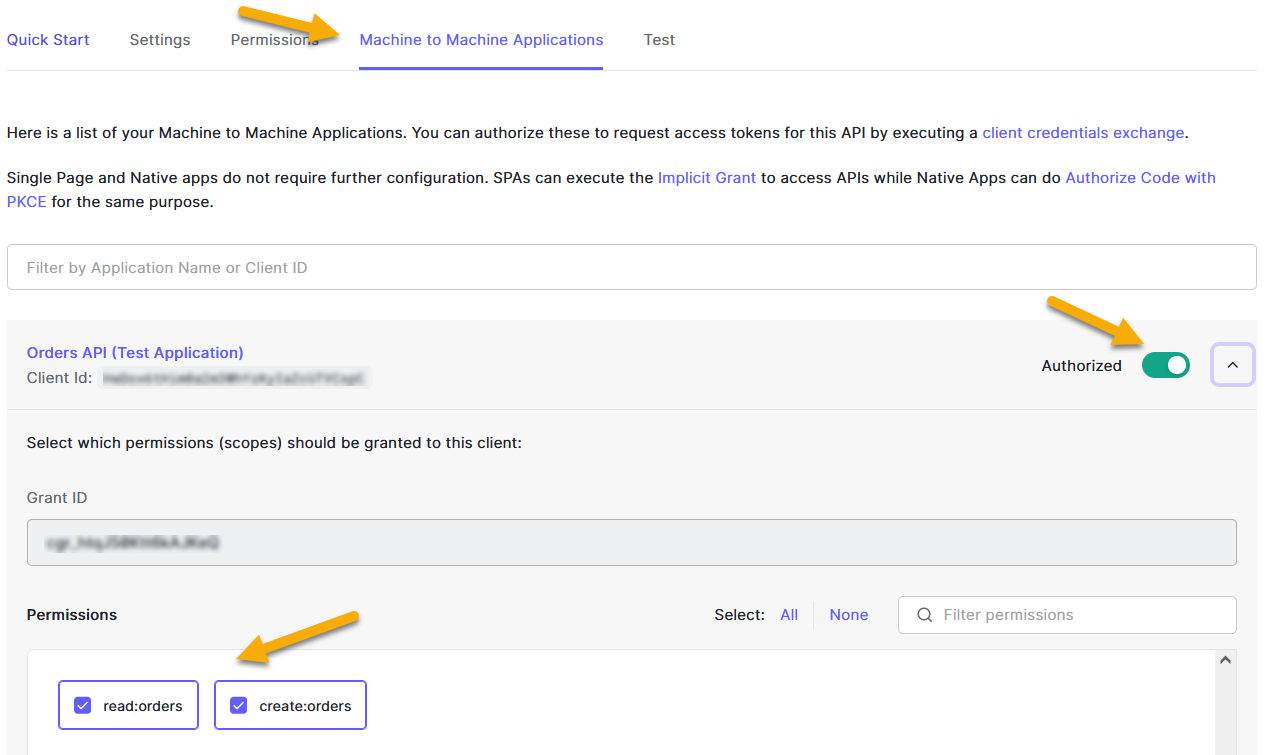 Quick Start Settings Permissions Machine to Machine Applications Test
Here is a list of your Machine to Machine Applications. You can authorize these to request access tokens for this API by executing a client credentials exchange.
Single Page and Native apps do not require further configuration. SPAs can execute the Implicit Grant to access APIs while Native Apps can do Authorize Code with
PKCE for the same purpose.
Filter by Application Name or Client ID
Orders API (Test Application)
Client Id:
Authorized
Select which permissions (scopes) should be granted to this client:
Grant ID
Permissions Select: All None Filter permissions
read:orders create:orders